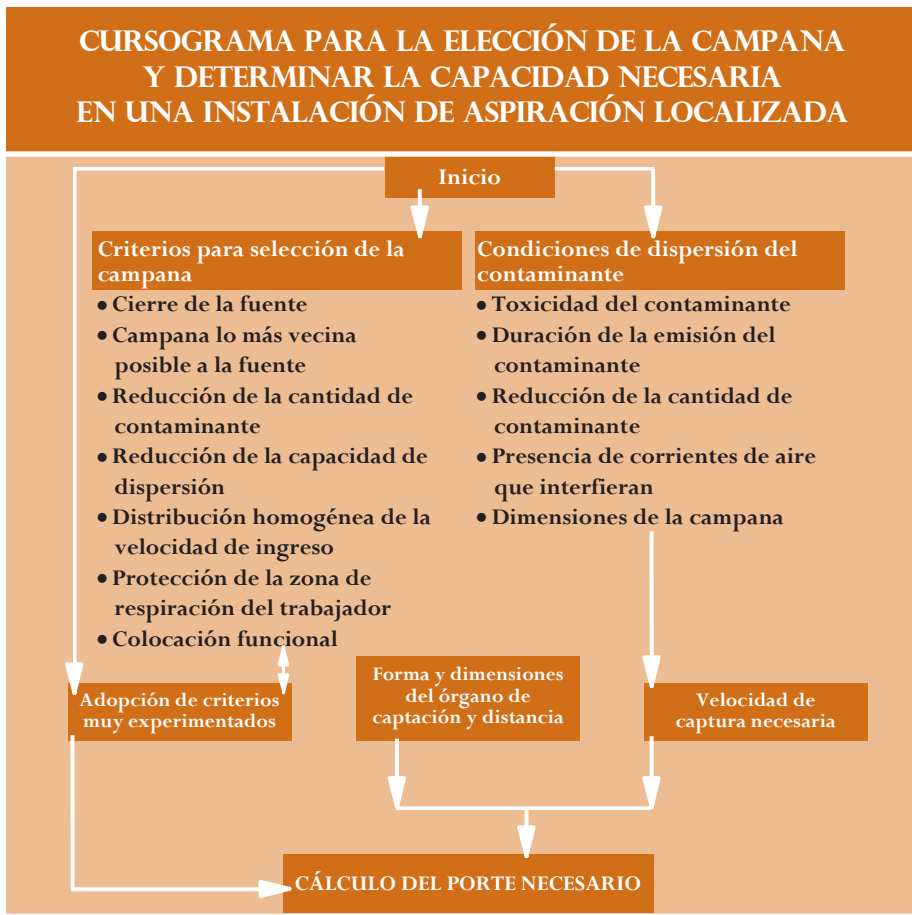 CURSOGRAMA PARA LA ELECCIÓN DE LA CAMPANA
Y DETERMINAR LA CAPACIDAD NECESARIA
EN UNA INSTALACIÓN DE ASPIRACIÓN LOCALIZADA
Inicio
Criterios para selección de la
campana
• Cierre de la fuente
• Campana lo más vecina
posible a la fuente
• Reducción de la cantidad de
contaminante
• Reducción de la capacidad de
dispersión
• Distribución homogénea de la
velocidad de ingreso
• Protección de la zona de
respiración del trabajador
• Colocación funcional
Condiciones de dispersión del
contaminante
• Toxicidad del contaminante
• Duración de la emisión del
contaminante
• Reducción de la cantidad de
contaminante
• Presencia de corrientes de aire
que interfieran
• Dimensiones de la campana
Adopción de criterios
muy experimentados
Forma y dimensiones
del órgano de
captación y distancia
Velocidad de
captura necesaria
CÁLCULO DEL PORTE NECESARIO